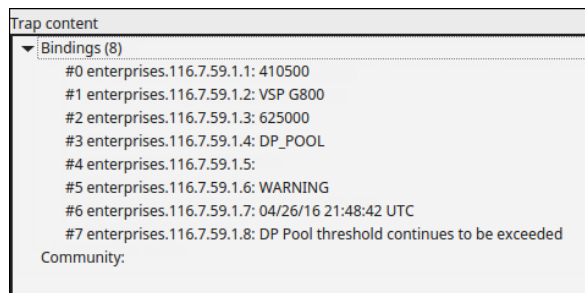 Trap content
Bindings (8)
#0 enterprises.116.7.59.1.1: 410500
#1 enterprises.116.7.59.1.2: VSP G800
#2 enterprises.116.7.59.1.3: 625000
#3 enterprises.116.7.59.1.4: DP_POOL
#4 enterprises.116.7.59.1.5:
#5 enterprises.116.7.59.1.6: WARNING
#6 enterprises.116.7.59.1.7: 04/26/16 21:48:42 UTC
#7 enterprises.116.7.59.1.8: DP Pool threshold continues to be exceeded
Community: